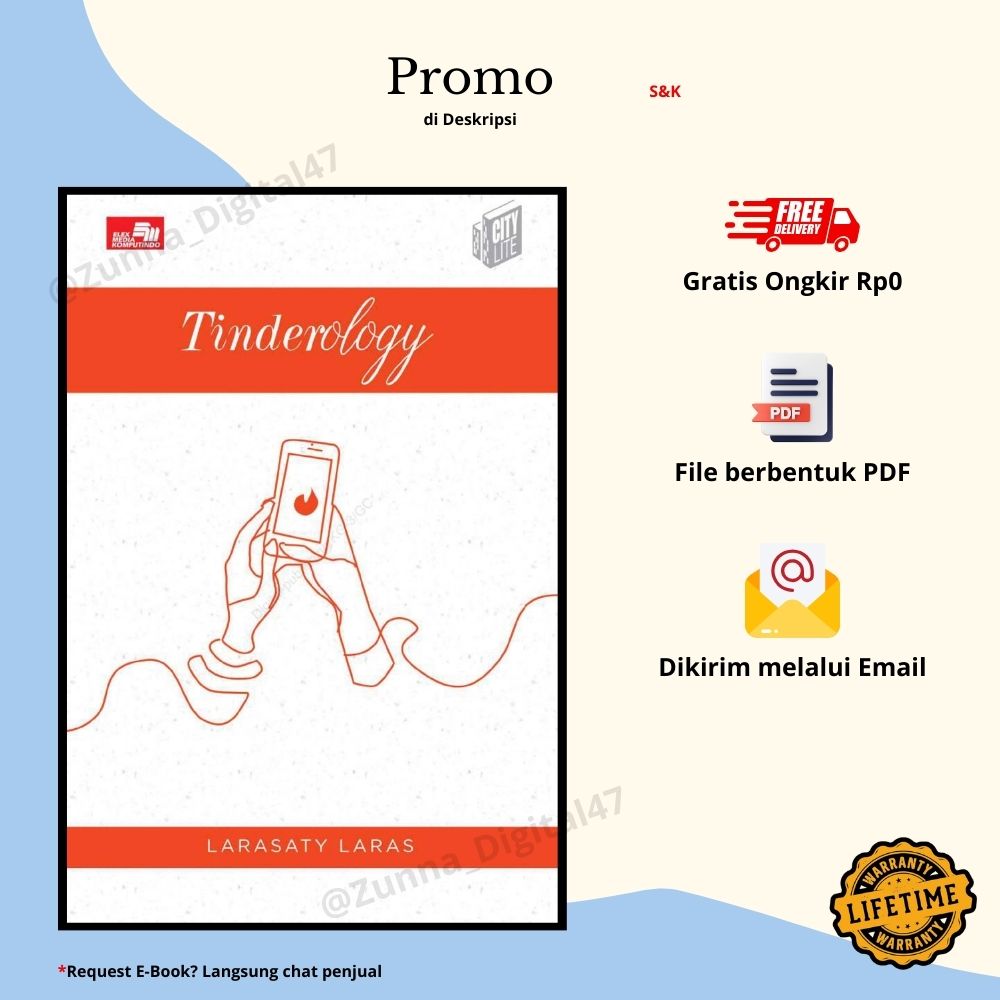 Promo
di Deskripsi
S&K
@Zunna_Digital47
ELEX
MEDIA
KOMPUTINDO
CITY
LITE
Tinderology
LARASATY LARAS
@Zunna_Digital47
FREE
DELIVERY
Gratis Ongkir Rp0
PDF
File berbentuk PDF
@
Dikirim melalui Email
WARRANTY
LIFETIME
WARRANTY
*Request E-Book? Langsung chat penjual